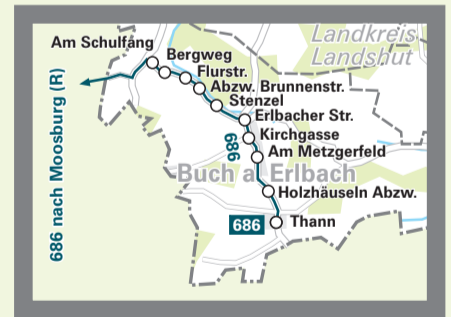 Landkreis
Landshut
Am Schulfang
Bergweg
Flurstr.
Abzw. Brunnenstr.
Stenzel
Erlbacher Str.
Kirchgasse
Am Metzgerfeld
686
Buch a. Erlbach
Holzhäuseln Abzw.
686
Thann
686 nach Moosburg (R)